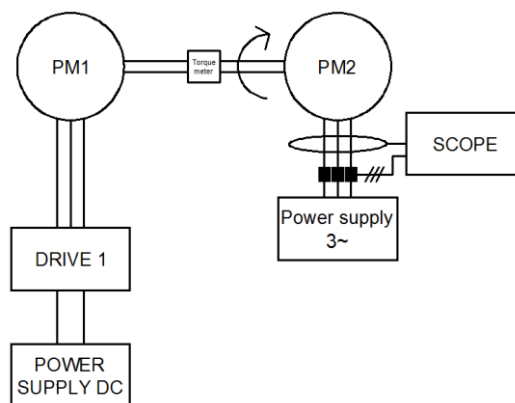 PM1
Torque
meter
PM2
SCOPE
Power supply
3~
DRIVE 1
POWER
SUPPLY DC